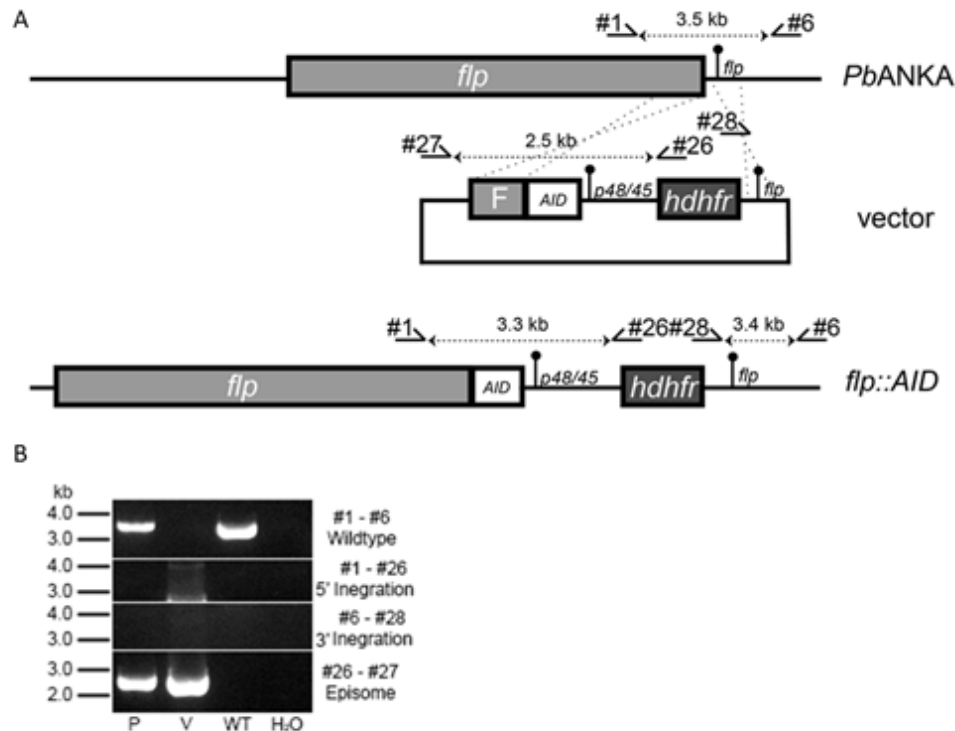 A
#1 3.5 kb #6
flp flp PbANKA
#28
#27 2.5 kb #26
F AID p48/45 hdhfr flp vector
#1 3.3 kb #26#28 3.4 kb #6
flp AID p48/45 hdhfr flp flp::AID
B
kb
4.0
3.0
#1 - #6
Wildtype
4.0
3.0
#1 - #26
5' Inegration
4.0
3.0
#6 - #28
3' Inegration
3.0
2.0
#26 - #27
Episome
P V WT H₂O